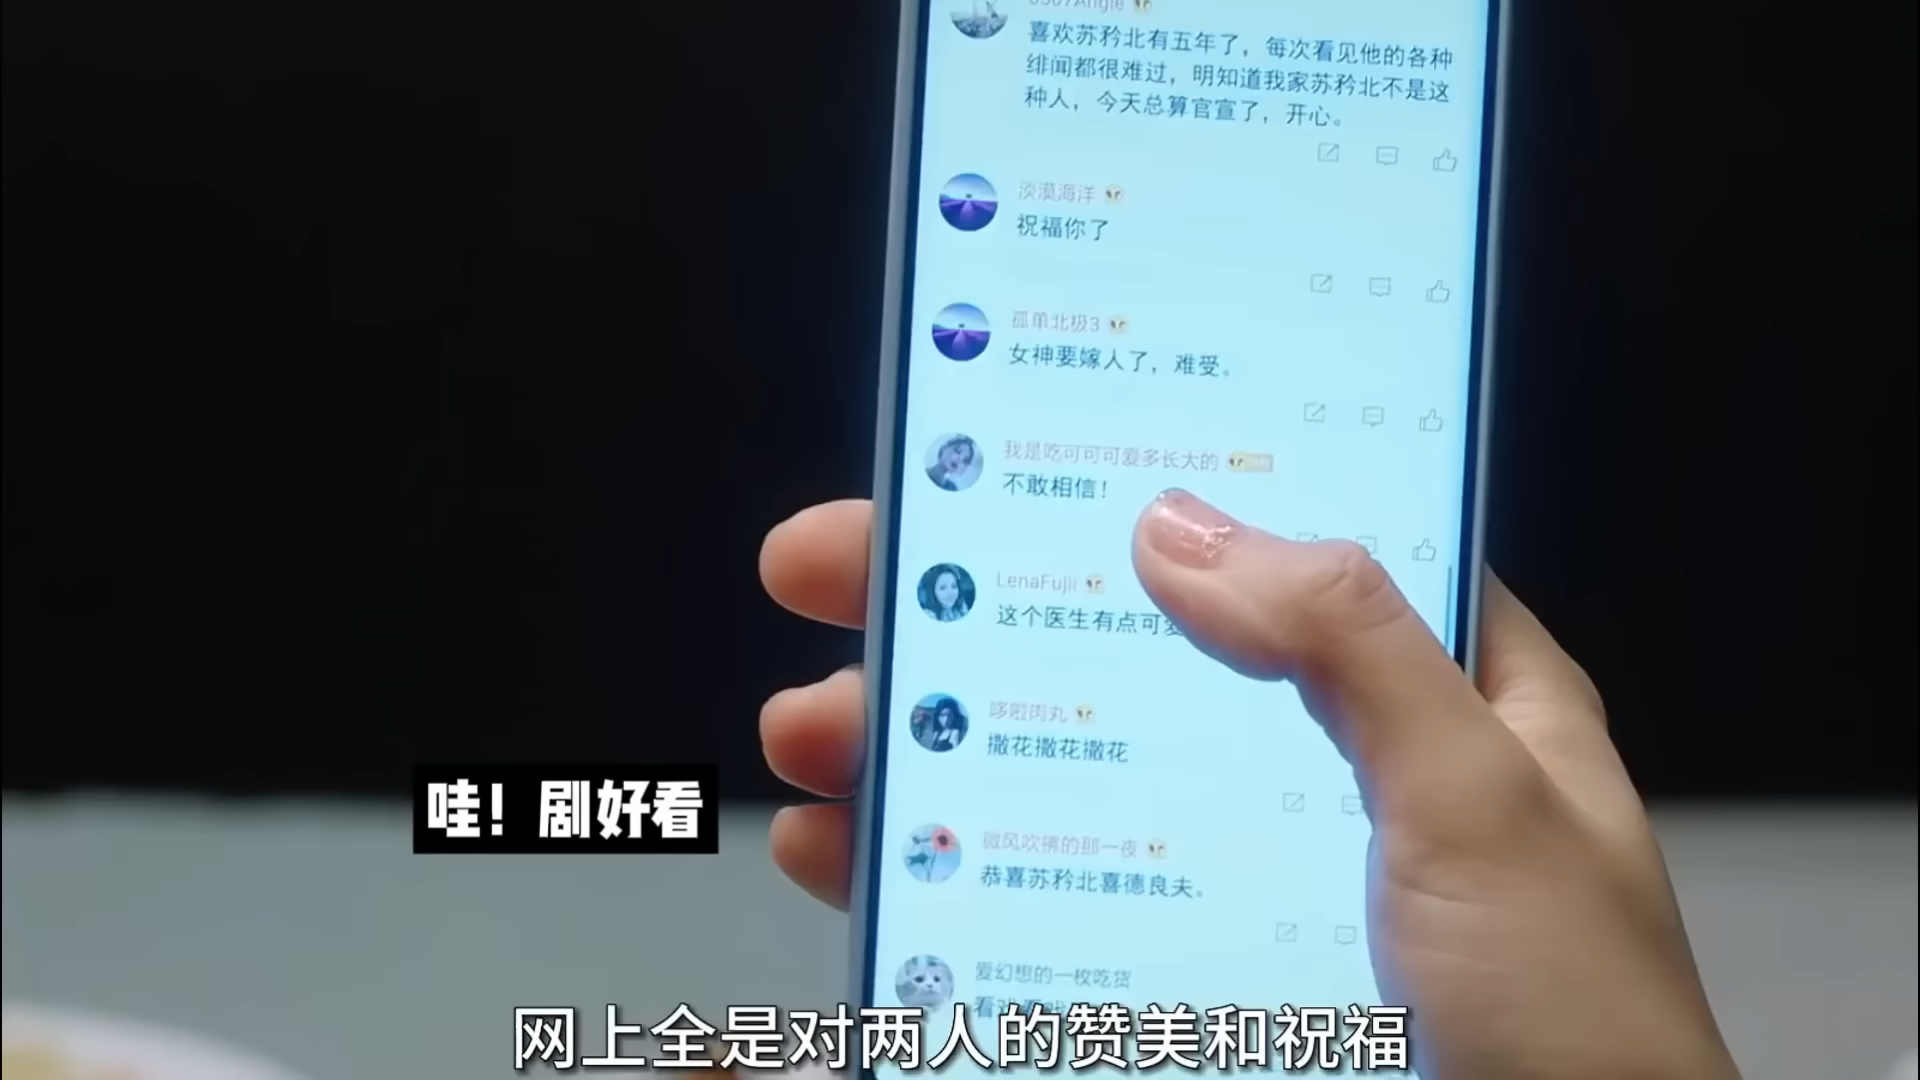 喜欢苏矜北有五年了，每次看见他的各种
绯闻都很难过，明知道我家苏矜北不是这
种人，今天总算官宣了，开心。
淡漠海洋
祝福你了
孤单北极3
女神要嫁人了，难受。
我是吃可可可爱多长大的
不敢相信！
LenaFujii
这个医生有点可爱
哆啦肉丸
撒花撒花撒花
微风吹拂的那一夜
恭喜苏矜北喜德良夫。
爱幻想的一枚吃货
哇！剧好看
网上全是对两人的赞美和祝福